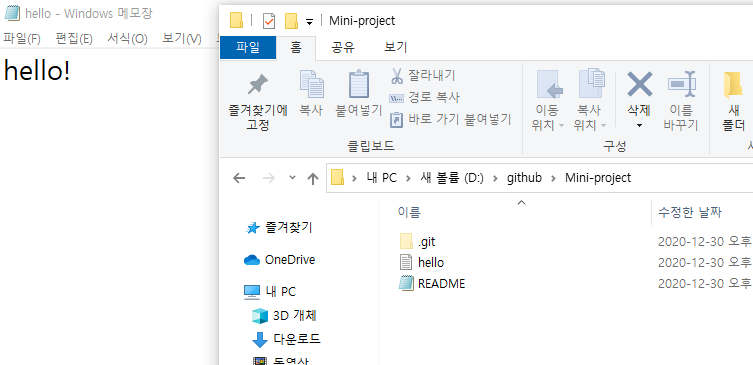 hello - Windows 메모장
파일(F) 편집(E) 서식(O) 보기(V)
hello!
Mini-project
파일 홈 공유 보기
즐겨찾기에 고정
복사
붙여넣기
잘라내기
경로 복사
바로 가기 붙여넣기
클립보드
이동 위치
복사 위치
삭제
이름 바꾸기
구성
새 폴더
내 PC > 새 볼륨 (D:) > github > Mini-project
이름 수정한 날짜
.git 2020-12-30 오후
hello 2020-12-30 오후
README 2020-12-30 오후
즐겨찾기
OneDrive
내 PC
3D 개체
다운로드
동영상